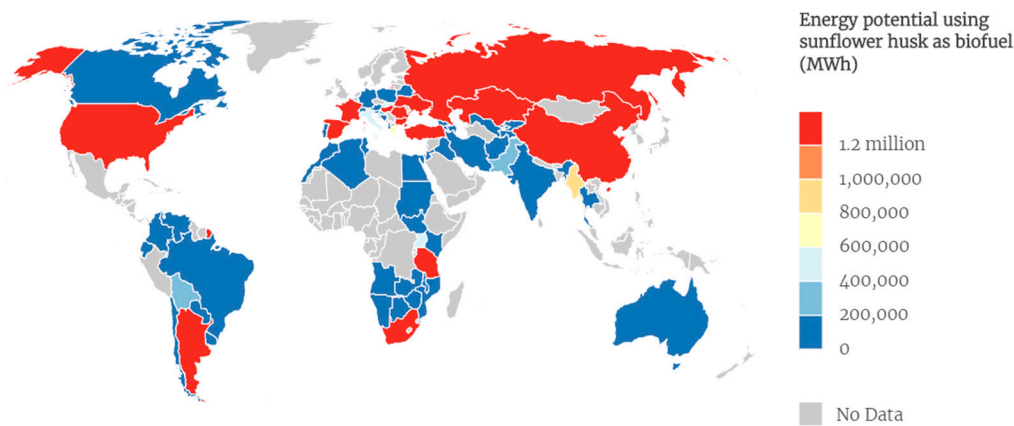 Energy potential using
sunflower husk as biofuel
(MWh)
1.2 million
1,000,000
800,000
600,000
400,000
200,000
0
No Data